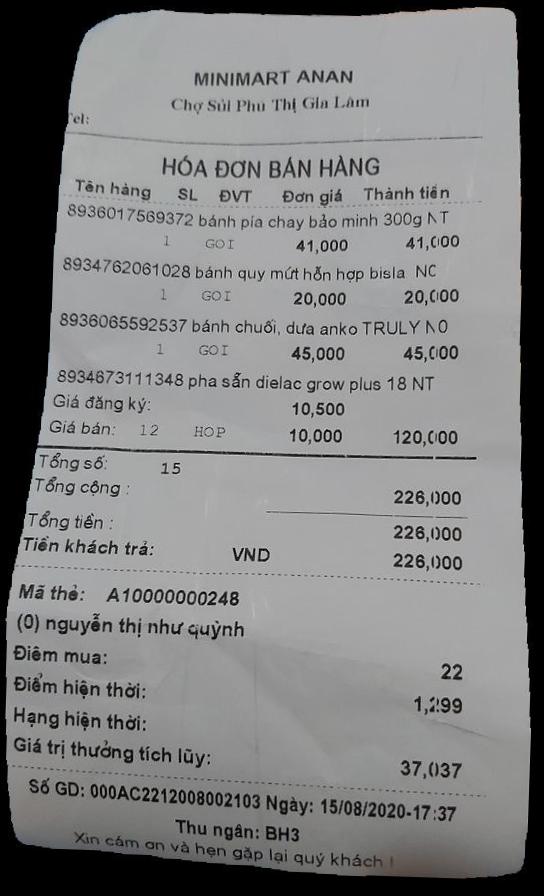 MINIMART ANAN
Chợ Sủi Phú Thị Gia Lâm
Tel:
HÓA ĐƠN BÁN HÀNG
Tên hàng SL ĐVT Đơn giá Thành tiền
8936017569372 bánh pía chay bảo minh 300g NT
1 GOI 41,000 41,000
8934762061028 bánh quy mứt hỗn hợp bisla NC
1 GOI 20,000 20,000
8936065592537 bánh chuối, dưa anko TRULY NO
1 GOI 45,000 45,000
8934673111348 pha sẵn dielac grow plus 18 NT
Giá đăng ký: 10,500
Giá bán: 12 HOP 10,000 120,000
Tổng số: 15
Tổng cộng : 226,000
Tổng tiền : 226,000
Tiền khách trả: VND 226,000
Mã thẻ: A10000000248
(0) nguyễn thị như quỳnh
Điểm mua: 22
Điểm hiện thời: 1,299
Hạng hiện thời:
Giá trị thưởng tích lũy: 37,037
Số GD: 000AC2212008002103 Ngày: 15/08/2020-17:37
Thu ngân: BH3
Xin cám ơn và hẹn gặp lại quý khách !